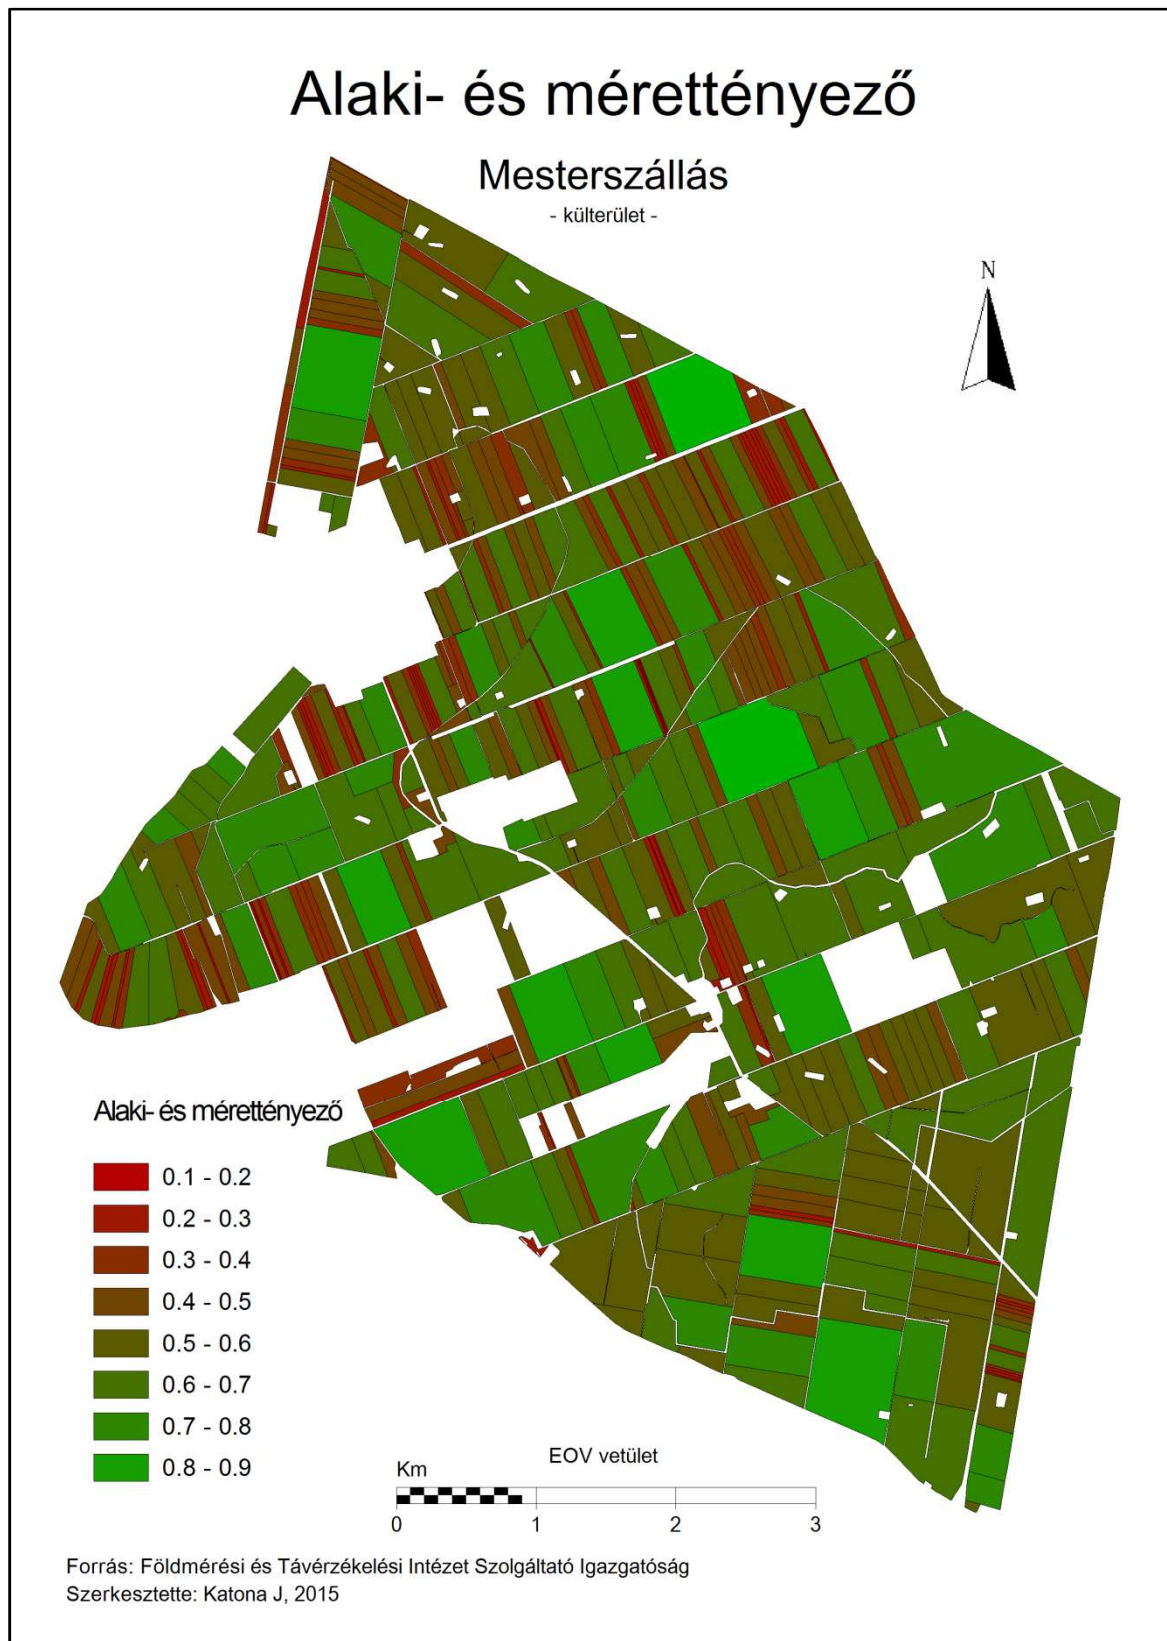 Alaki- és mérettényező
Mesterszállás
- külterület -
N
Alaki- és mérettényező
0.1 - 0.2
0.2 - 0.3
0.3 - 0.4
0.4 - 0.5
0.5 - 0.6
0.6 - 0.7
0.7 - 0.8
0.8 - 0.9
EOV vetület
Km
0 1 2 3
Forrás: Földmérési és Távérzékelési Intézet Szolgáltató Igazgatóság
Szerkesztette: Katona J, 2015